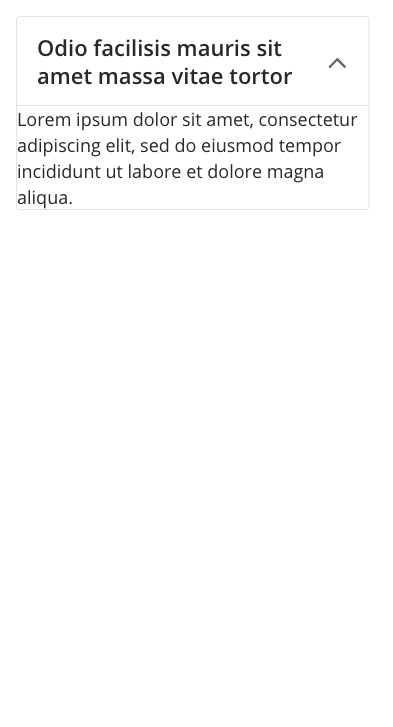 Odio facilisis mauris sit
amet massa vitae tortor
Lorem ipsum dolor sit amet, consectetur
adipiscing elit, sed do eiusmod tempor
incididunt ut labore et dolore magna
aliqua.